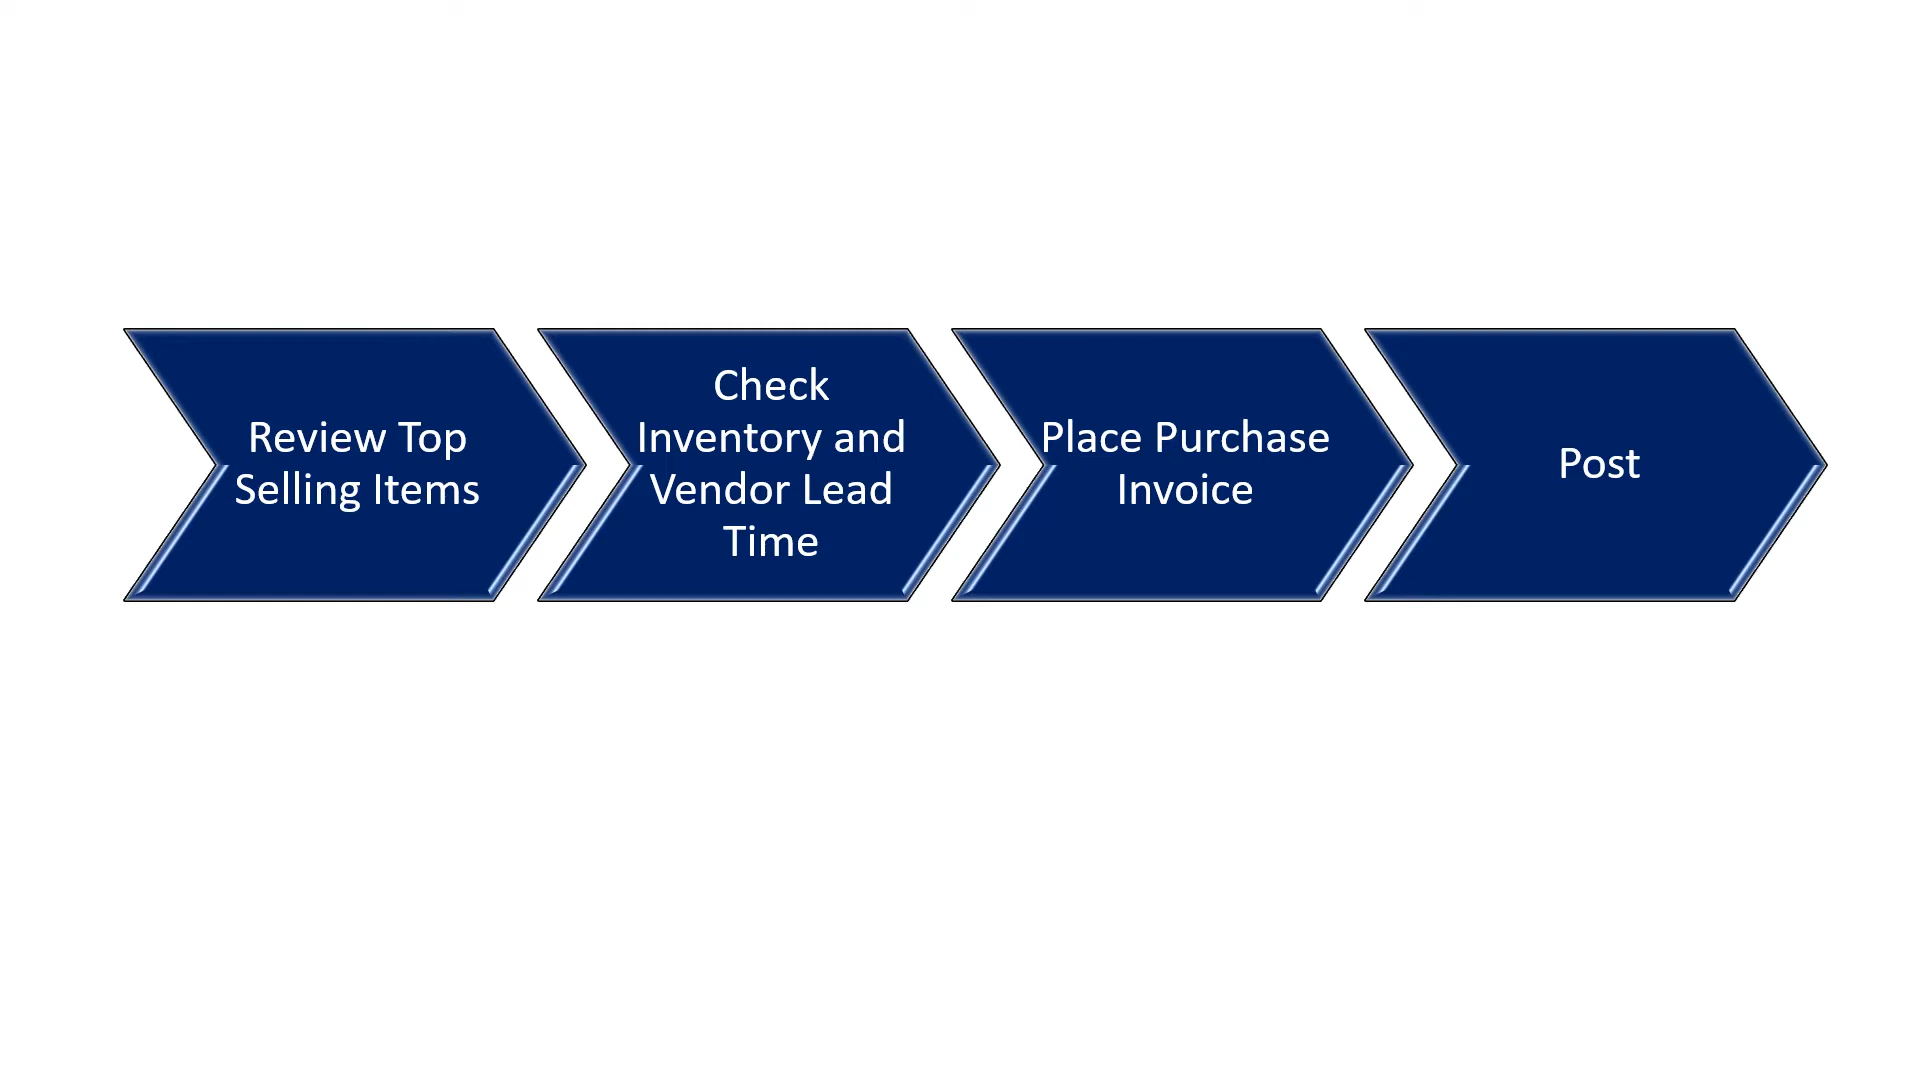 Review Top
Selling Items
Check
Inventory and
Vendor Lead
Time
Place Purchase
Invoice
Post